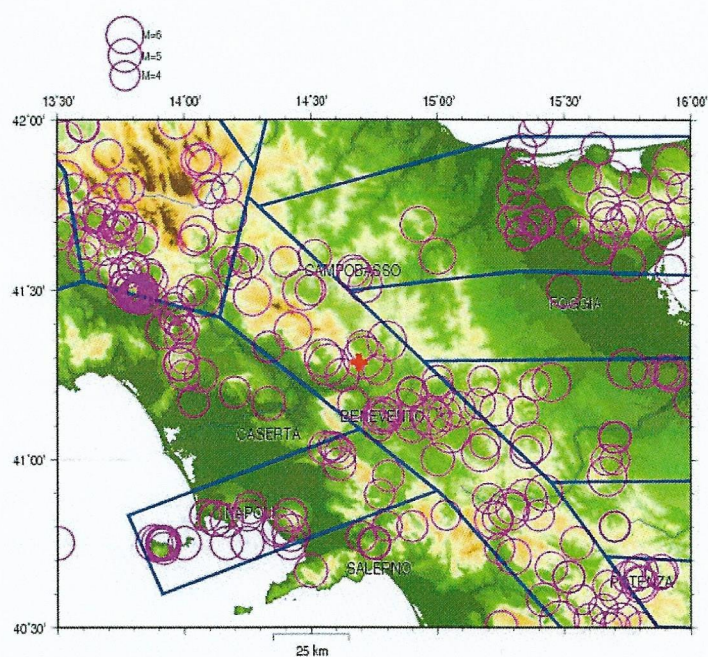 M=6
M=5
M=4
13°30' 14°00' 14°30' 15°00' 15°30' 16°00'
42°00'
CAMPOBASSO
41°30'
FOGGIA
BENEVENTO
CASERTA
41°00'
NAPOLI
SALERNO
POTENZA
40°30'
25 km